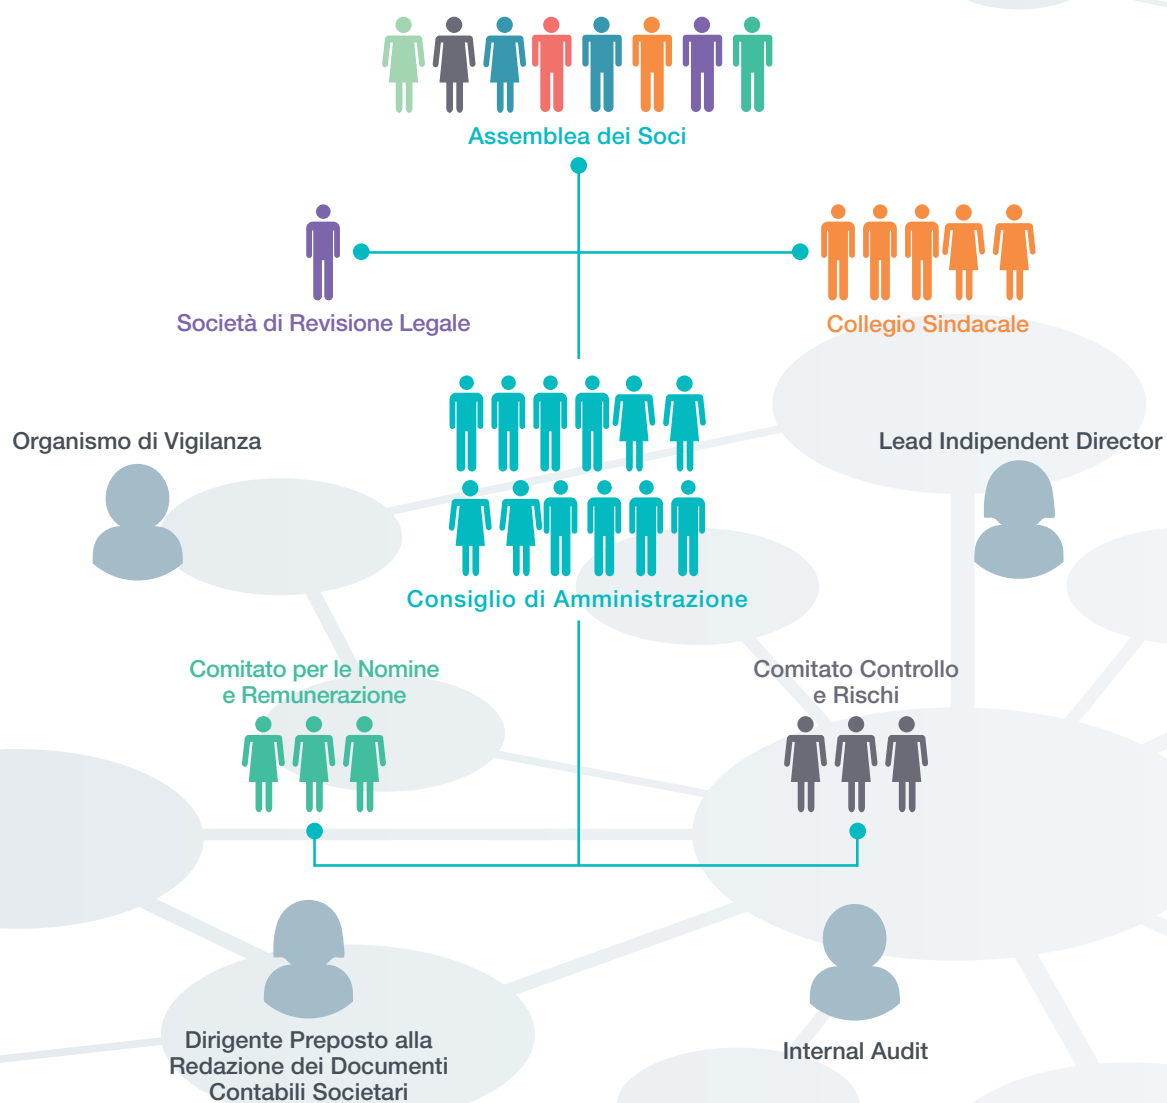 Assemblea dei Soci
Società di Revisione Legale
Collegio Sindacale
Organismo di Vigilanza
Lead Indipendent Director
Consiglio di Amministrazione
Comitato per le Nomine
e Remunerazione
Comitato Controllo
e Rischi
Dirigente Preposto alla
Redazione dei Documenti
Contabili Societari
Internal Audit